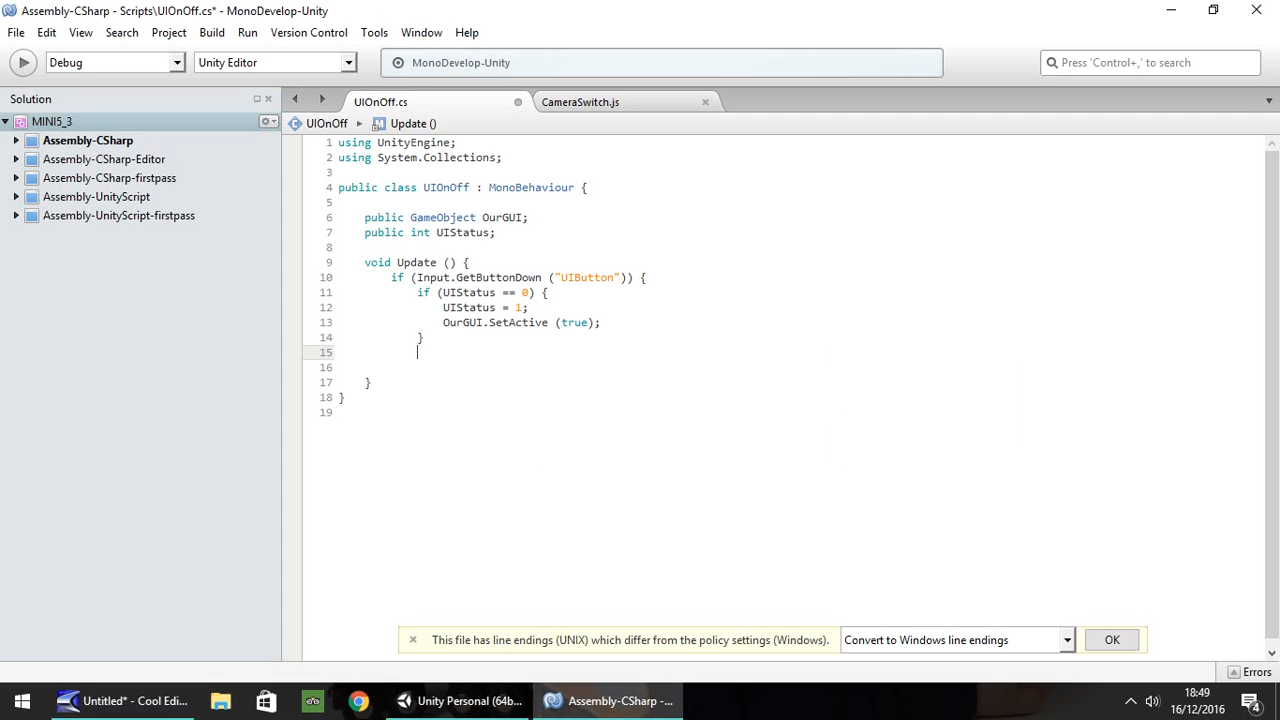 Assembly-CSharp - Scripts\UIOnOff.cs* - MonoDevelop-Unity
File Edit View Search Project Build Run Version Control Tools Window Help
Debug Unity Editor MonoDevelop-Unity Press 'Control+,' to search
Solution UIOnOff.cs CameraSwitch.js
MINI5_3 UIOnOff Update ()
Assembly-CSharp
Assembly-CSharp-Editor
Assembly-CSharp-firstpass
Assembly-UnityScript
Assembly-UnityScript-firstpass
1 using UnityEngine;
2 using System.Collections;
3
4 public class UIOnOff : MonoBehaviour {
5
6 public GameObject OurGUI;
7 public int UIStatus;
8
9 void Update () {
10 if (Input.GetButtonDown ("UIButton")) {
11 if (UIStatus == 0) {
12 UIStatus = 1;
13 OurGUI.SetActive (true);
14 }
15
16
17 }
18 }
19
This file has line endings (UNIX) which differ from the policy settings (Windows). Convert to Windows line endings OK
Errors
Untitled* - Cool Edi... Unity Personal (64b... Assembly-CSharp -... 18:49
16/12/2016 4